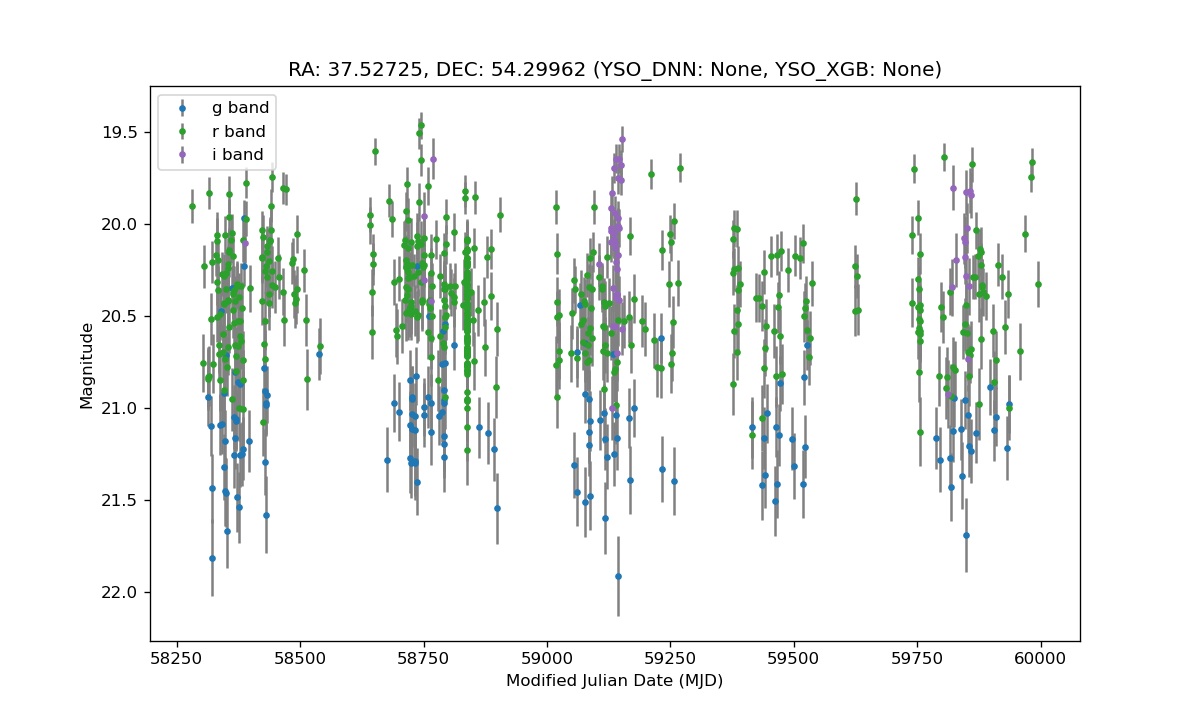 RA: 37.52725, DEC: 54.29962 (YSO_DNN: None, YSO_XGB: None)
g band
r band
i band
19.5
20.0
20.5
21.0
21.5
22.0
Magnitude
58250 58500 58750 59000 59250 59500 59750 60000
Modified Julian Date (MJD)